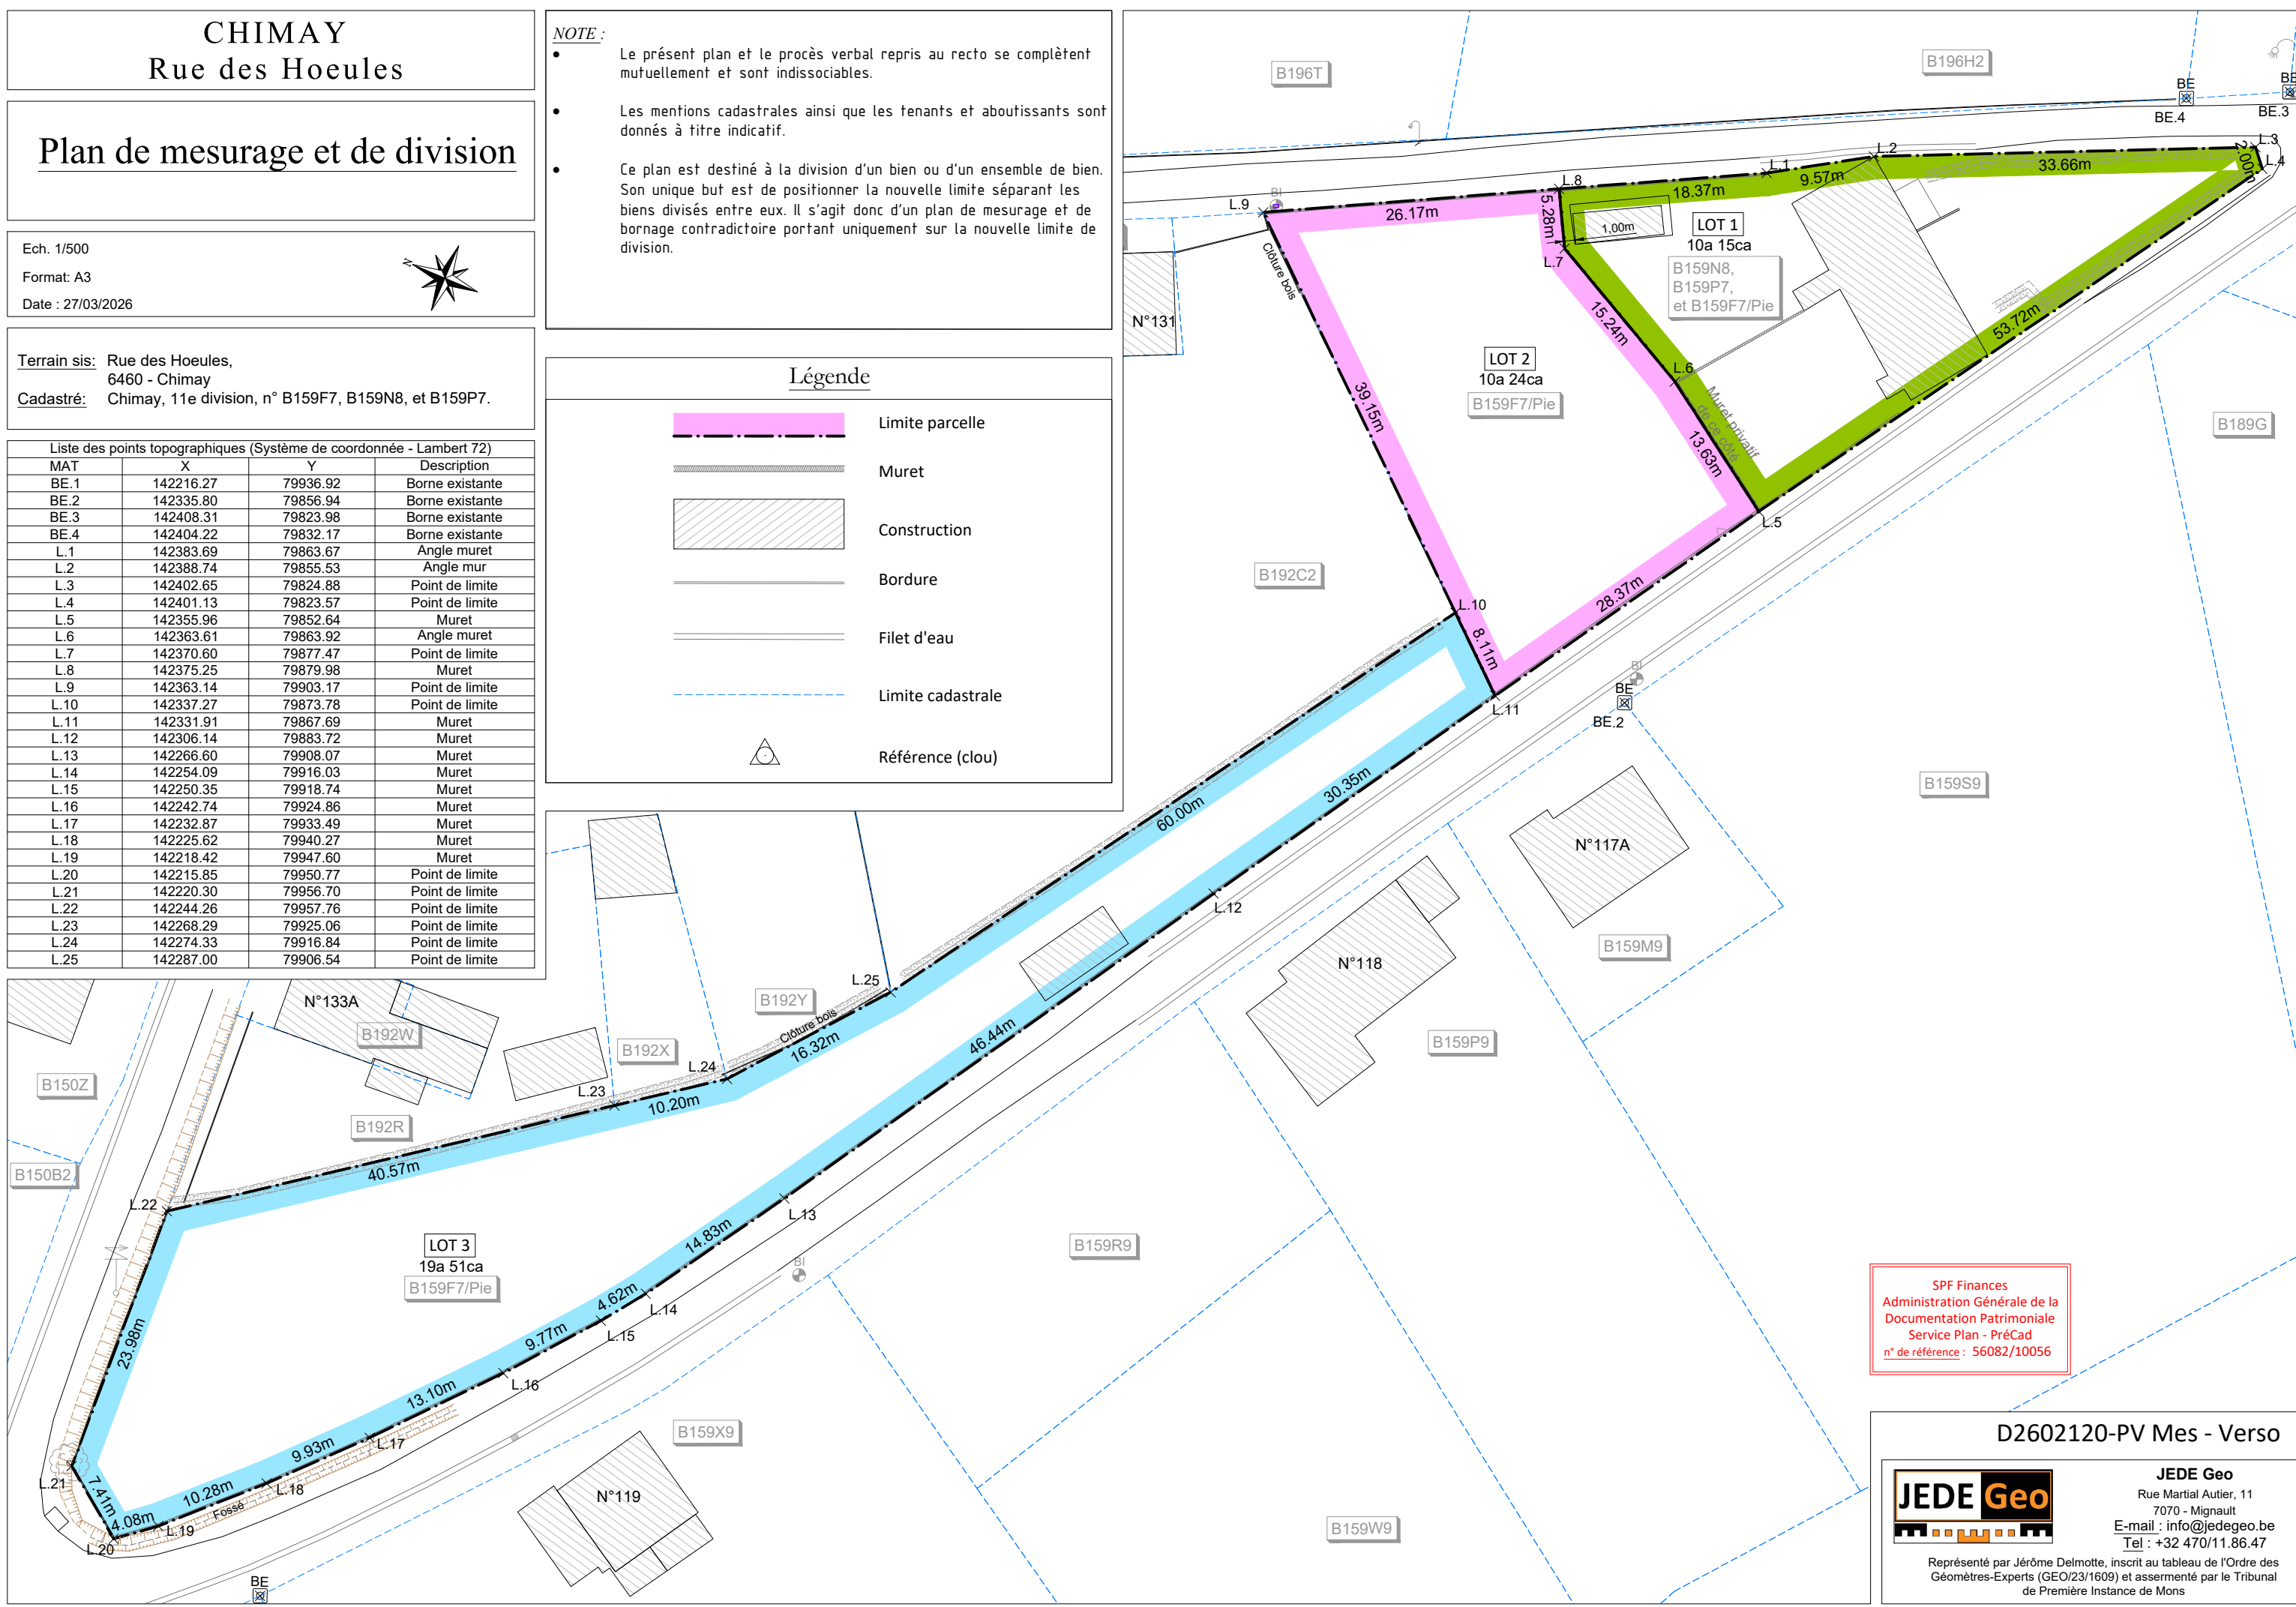 CHIMAY
Rue des Hoeules
Plan de mesurage et de division
Ech. 1/500
Format: A3
Date : 27/03/2026
N.
Terrain sis: Rue des Hoeules,
6460 - Chimay
Cadastré: Chimay, 11e division, n° B159F7, B159N8, et B159P7.
Liste des points topographiques (Système de coordonnée - Lambert 72)
MAT X Y Description
BE.1 142216.27 79936.92 Borne existante
BE.2 142335.80 79856.94 Borne existante
BE.3 142408.31 79823.98 Borne existante
BE.4 142404.22 79832.17 Borne existante
L.1 142383.69 79863.67 Angle muret
L.2 142388.74 79855.53 Angle mur
L.3 142402.65 79824.88 Point de limite
L.4 142401.13 79823.57 Point de limite
L.5 142355.96 79852.64 Muret
L.6 142363.61 79863.92 Angle muret
L.7 142370.60 79877.47 Point de limite
L.8 142375.25 79879.98 Muret
L.9 142363.14 79903.17 Point de limite
L.10 142337.27 79873.78 Point de limite
L.11 142331.91 79867.69 Muret
L.12 142306.14 79883.72 Muret
L.13 142266.60 79908.07 Muret
L.14 142254.09 79916.03 Muret
L.15 142250.35 79918.74 Muret
L.16 142242.74 79924.86 Muret
L.17 142232.87 79933.49 Muret
L.18 142225.62 79940.27 Muret
L.19 142218.42 79947.60 Muret
L.20 142215.85 79950.77 Point de limite
L.21 142220.30 79956.70 Point de limite
L.22 142244.26 79957.76 Point de limite
L.23 142268.29 79925.06 Point de limite
L.24 142274.33 79916.84 Point de limite
L.25 142287.00 79906.54 Point de limite
NOTE :
• Le présent plan et le procès verbal repris au recto se complètent
mutuellement et sont indissociables.
• Les mentions cadastrales ainsi que les tenants et aboutissants sont
donnés à titre indicatif.
• Ce plan est destiné à la division d'un bien ou d'un ensemble de bien.
Son unique but est de positionner la nouvelle limite séparant les
biens divisés entre eux. Il s'agit donc d'un plan de mesurage et de
bornage contradictoire portant uniquement sur la nouvelle limite de
division.
Légende
Limite parcelle
Muret
Construction
Bordure
Filet d'eau
Limite cadastrale
Référence (clou)
B196T
B196H2
BE
BE.4
BE
BE.3
L.3
L.4
2.00m
L.2
33.66m
L.1
9.57m
18.37m
L.8
5.28m
1,00m
L.7
BI
L.9
26.17m
Clôture bois
LOT 1
10a 15ca
B159N8,
B159P7,
et B159F7/Pie
53.72m
N°131
15.24m
L.6
LOT 2
10a 24ca
B159F7/Pie
39.15m
Muret privatif
de ce côté
13.63m
L.5
B189G
B192C2
28.37m
L.10
8.11m
L.11
BI
BE
BE.2
B159S9
60.00m
30.35m
N°117A
L.12
B159M9
N°118
B159P9
L.25
B192Y
Clôture bois
16.32m
46.44m
N°133A
B192W
B192X
L.24
L.23
10.20m
B150Z
B192R
40.57m
B150B2
L.22
L.13
14.83m
LOT 3
19a 51ca
B159F7/Pie
BI
B159R9
4.62m
L.14
L.15
23.98m
9.77m
L.16
13.10m
L.17
9.93m
L.18
10.28m
Fossé
L.21
7.41m
4.08m
L.19
L.20
BE
B159X9
N°119
B159W9
SPF Finances
Administration Générale de la
Documentation Patrimoniale
Service Plan - PréCad
n° de référence : 56082/10056
D2602120-PV Mes - Verso
JEDE Geo
JEDE Geo
Rue Martial Autier, 11
7070 - Mignault
E-mail : info@jedegeo.be
Tel : +32 470/11.86.47
Représenté par Jérôme Delmotte, inscrit au tableau de l'Ordre des
Géomètres-Experts (GEO/23/1609) et assermenté par le Tribunal
de Première Instance de Mons